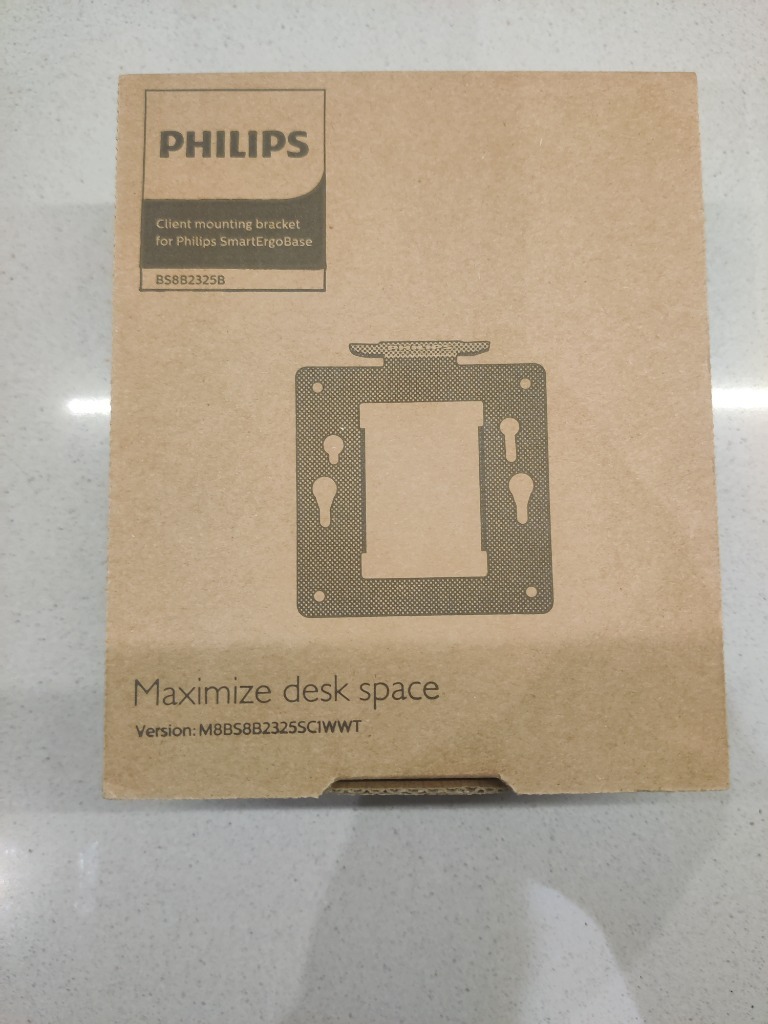 PHILIPS
Client mounting bracket
for Philips SmartErgoBase
BS8B2325B
Maximize desk space
Version: M8BS8B2325SC1WWT